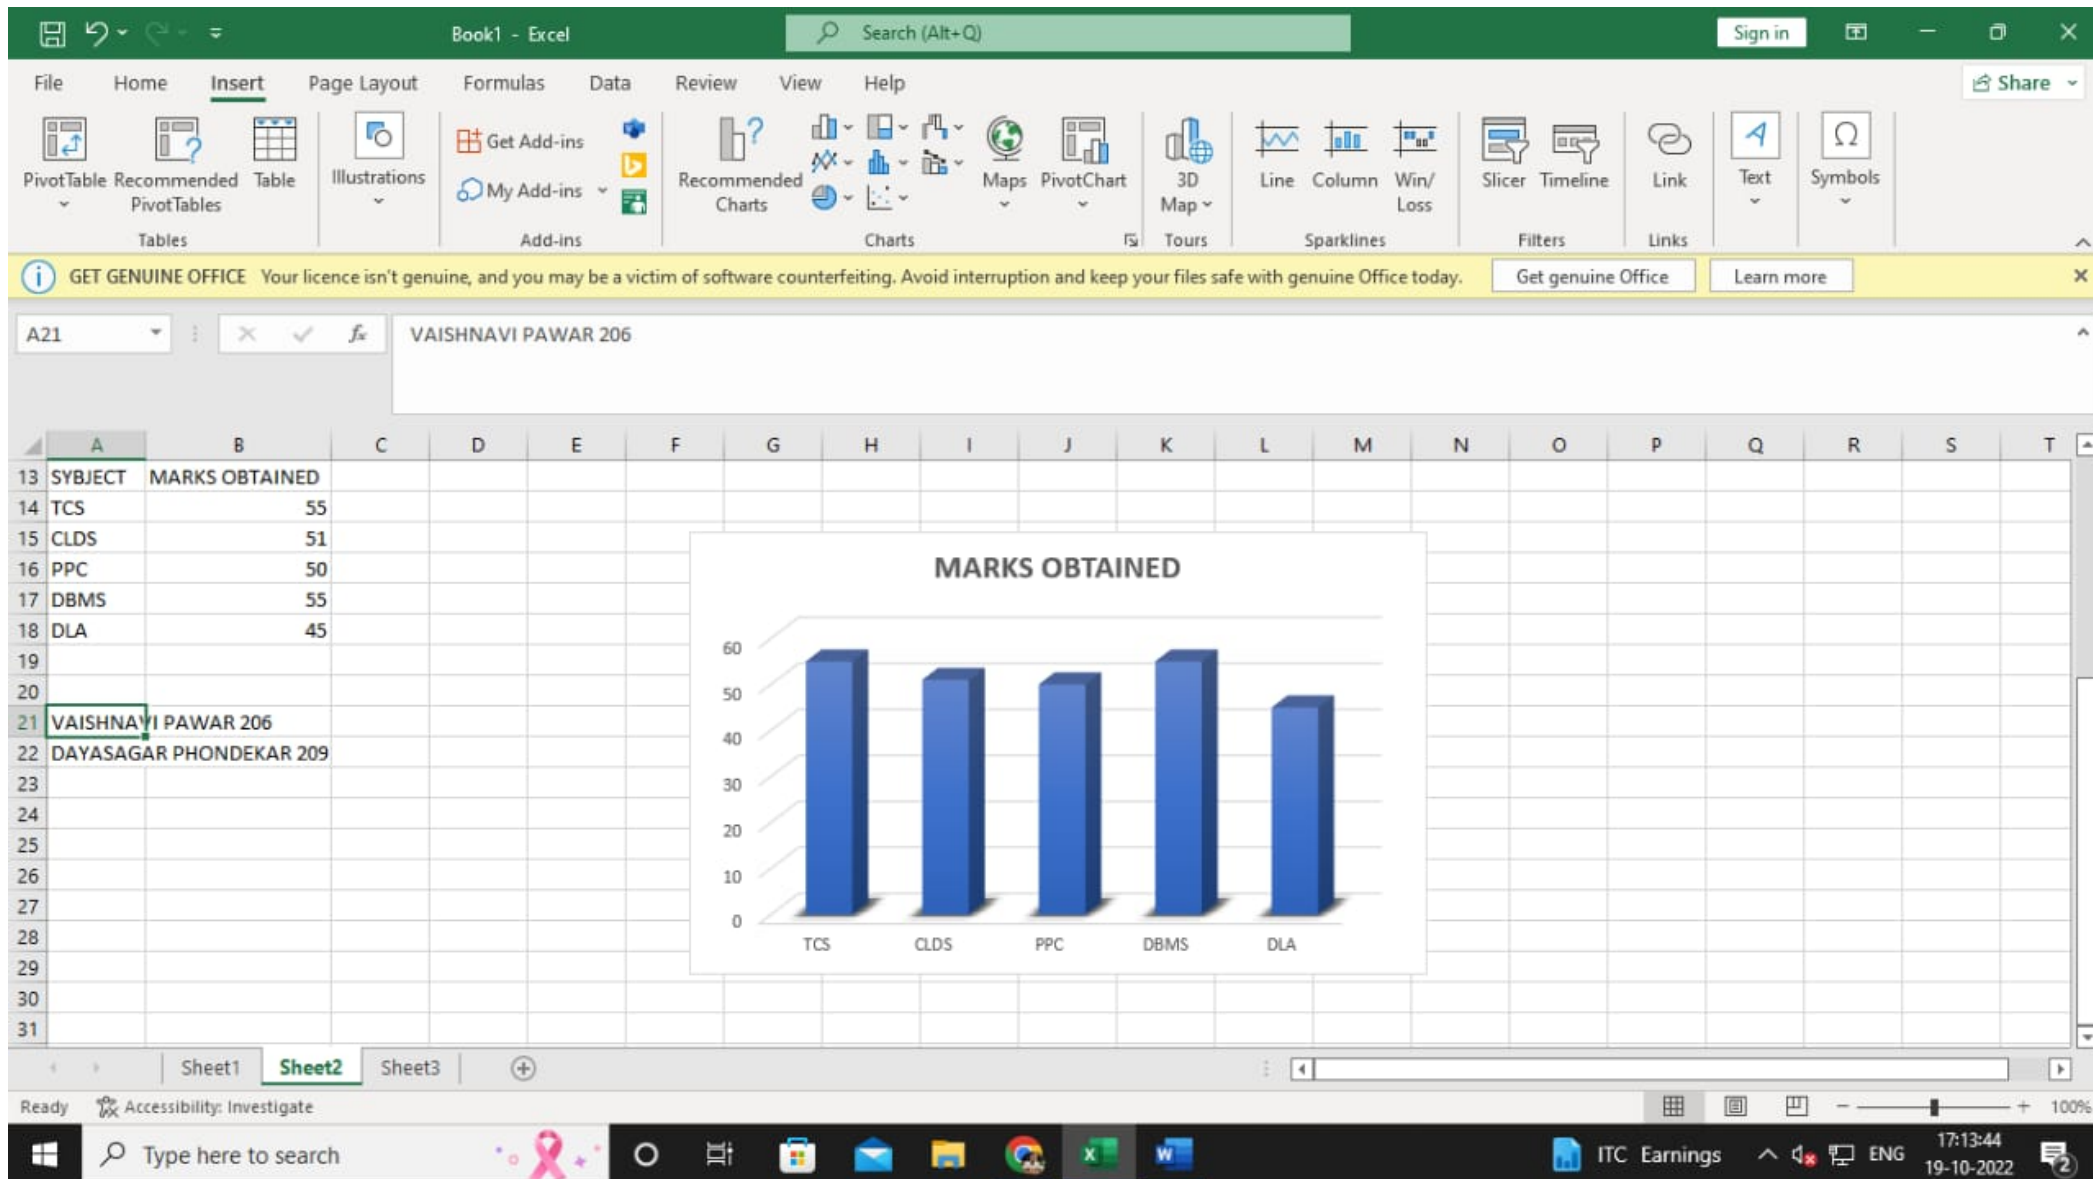 Book1 - Excel
Search (Alt+Q)
Sign in
File Home Insert Page Layout Formulas Data Review View Help
Share
PivotTable
Recommended PivotTables
Table
Illustrations
Get Add-ins
My Add-ins
Recommended Charts
Maps
PivotChart
3D Map
Line
Column
Win/ Loss
Slicer
Timeline
Link
Text
Symbols
Tables Add-ins Charts Tours Sparklines Filters Links
GET GENUINE OFFICE Your licence isn't genuine, and you may be a victim of software counterfeiting. Avoid interruption and keep your files safe with genuine Office today. Get genuine Office Learn more
A21 fx VAISHNAVI PAWAR 206
A B C D E F G H I J K L M N O P Q R S T
13 SYBJECT MARKS OBTAINED
14 TCS 55
15 CLDS 51
16 PPC 50
17 DBMS 55
18 DLA 45
19
20
21 VAISHNAVI PAWAR 206
22 DAYASAGAR PHONDEKAR 209
23
24
25
26
27
28
29
30
31
MARKS OBTAINED
60
50
40
30
20
10
0
TCS CLDS PPC DBMS DLA
Sheet1 Sheet2 Sheet3
Ready Accessibility: Investigate 100%
Type here to search
ITC Earnings
ENG
17:13:44
19-10-2022
2